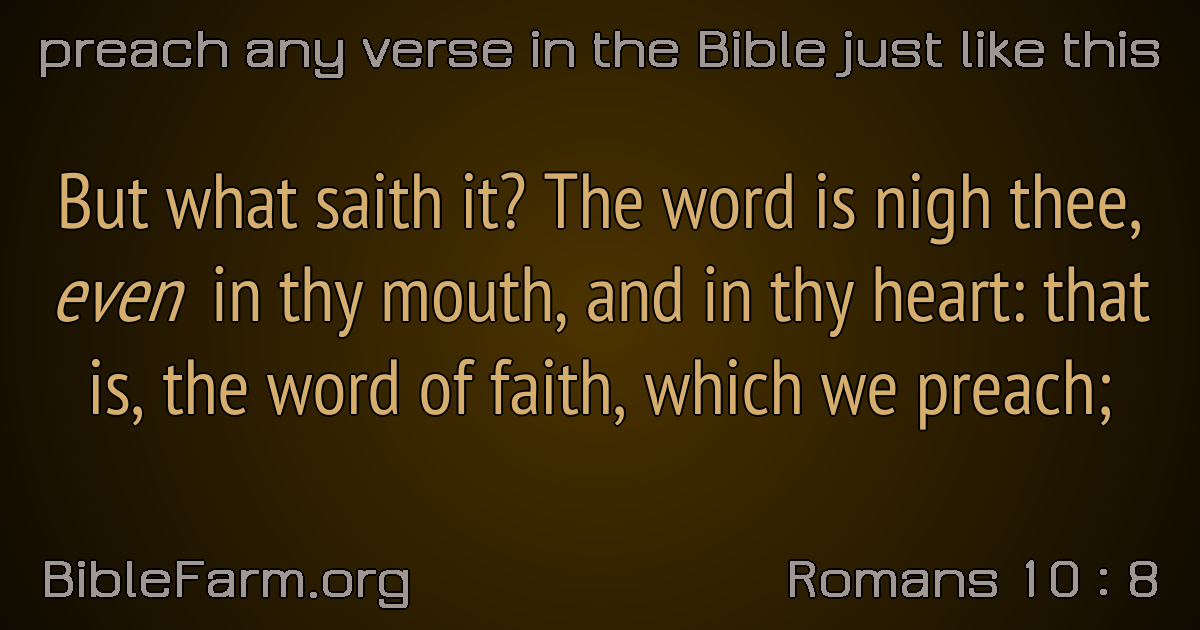 preach any verse in the Bible just like this
But what saith it? The word is nigh thee,
even in thy mouth, and in thy heart: that
is, the word of faith, which we preach;
BibleFarm.org
Romans 10 : 8